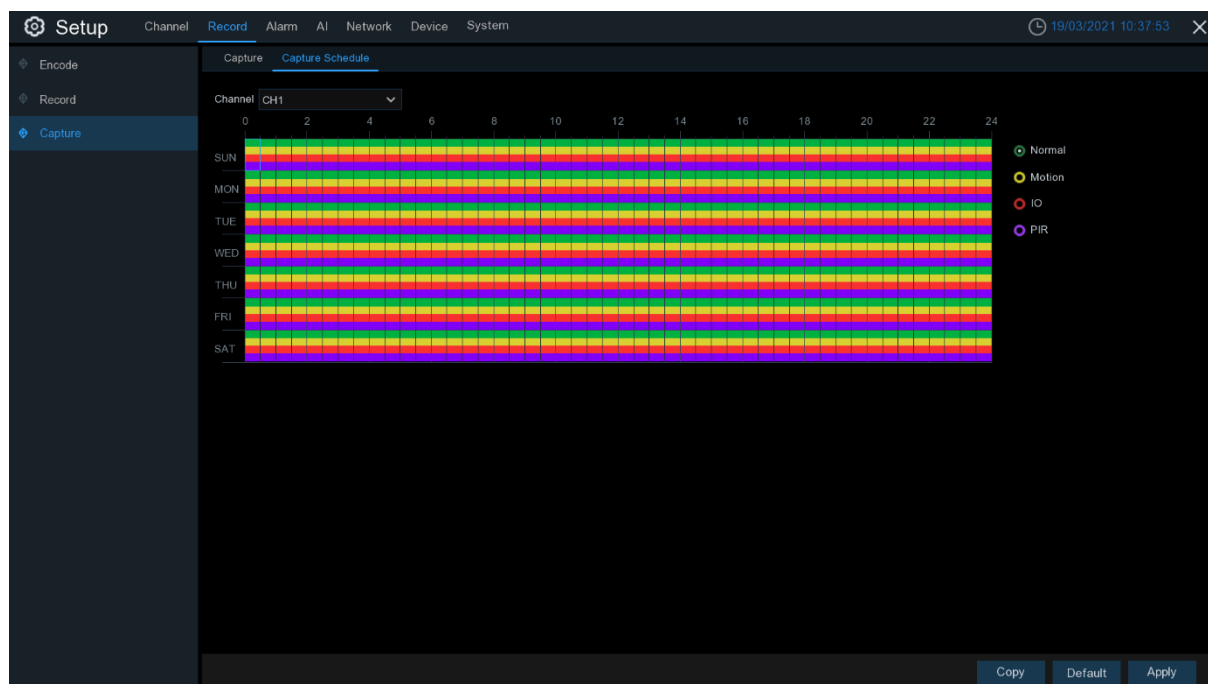 Setup Channel Record Alarm AI Network Device System 19/03/2021 10:37:53
Encode
Record
Capture
Capture Capture Schedule
Channel CH1
0 2 4 6 8 10 12 14 16 18 20 22 24
SUN
MON
TUE
WED
THU
FRI
SAT
Normal
Motion
IO
PIR
Copy Default Apply